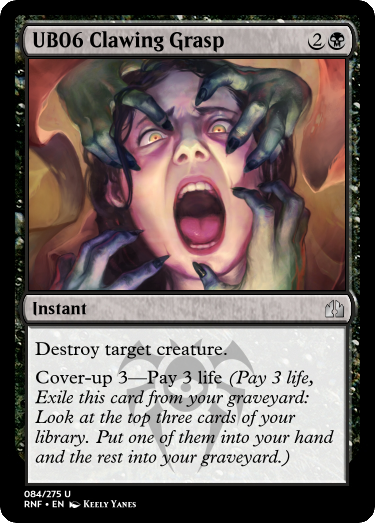 UB06 Clawing Grasp 2
Instant
Destroy target creature.
Cover-up 3—Pay 3 life (Pay 3 life,
Exile this card from your graveyard:
Look at the top three cards of your
library. Put one of them into your hand
and the rest into your graveyard.)
084/275 U
RNF • EN Keely Yanes